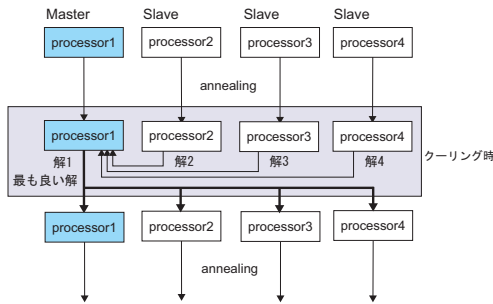 Master Slave Slave Slave
processor1 processor2 processor3 processor4
annealing
processor1 processor2 processor3 processor4
クーリング時
解1 解2 解3 解4
最も良い解
processor1 processor2 processor3 processor4
annealing